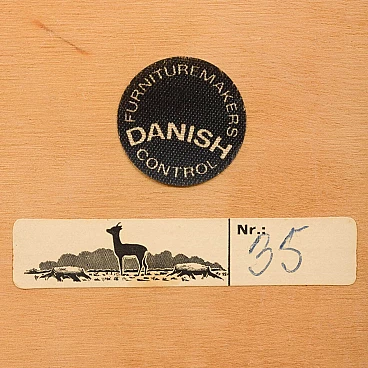 FURNITUREMAKERS
DANISH
CONTROL
Nr.: 35